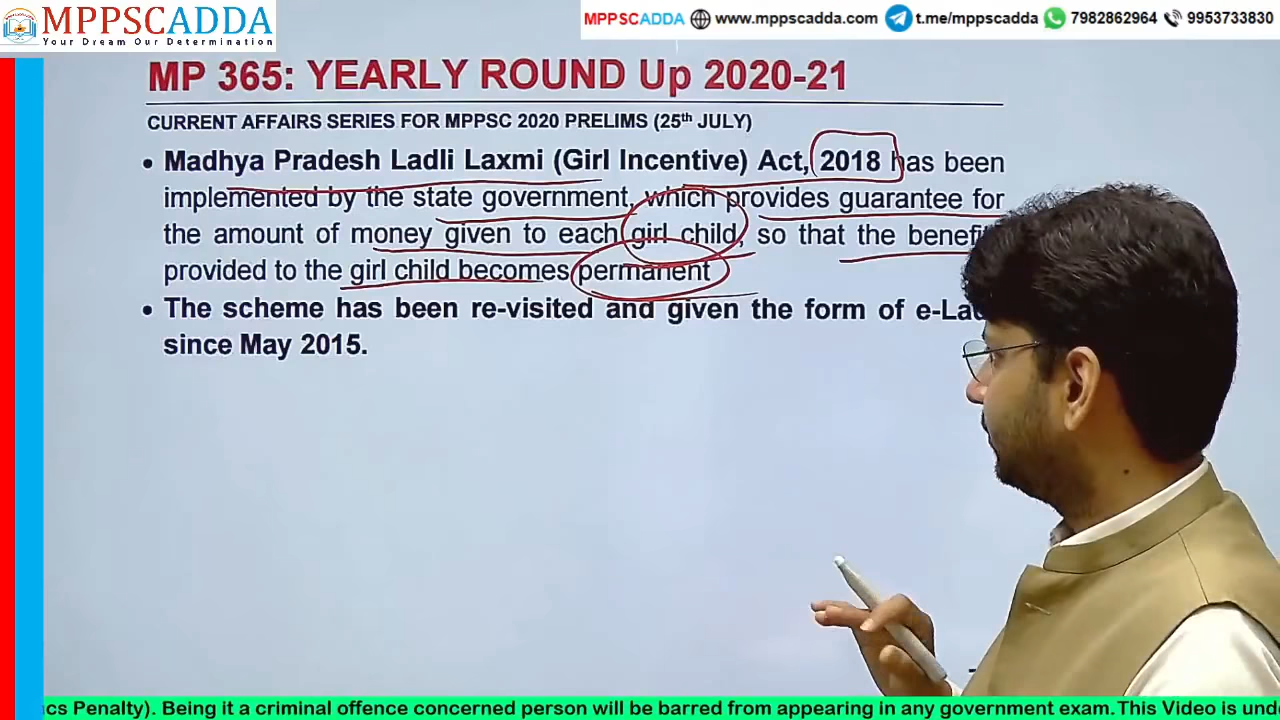 MPPSCADDA
Your Dream Our Determination
MPPSCADDA www.mppscadda.com t.me/mppscadda 7982862964 9953733830
MP 365: YEARLY ROUND Up 2020-21
CURRENT AFFAIRS SERIES FOR MPPSC 2020 PRELIMS (25th JULY)
• Madhya Pradesh Ladli Laxmi (Girl Incentive) Act, 2018 has been
implemented by the state government, which provides guarantee for
the amount of money given to each girl child, so that the
provided to the girl child becomes permanent
• The scheme has been re-visited and given the form of
since May 2015.
Penalty). Being it a criminal offence concerned person will be barred from appearing in any government exam. This Video is